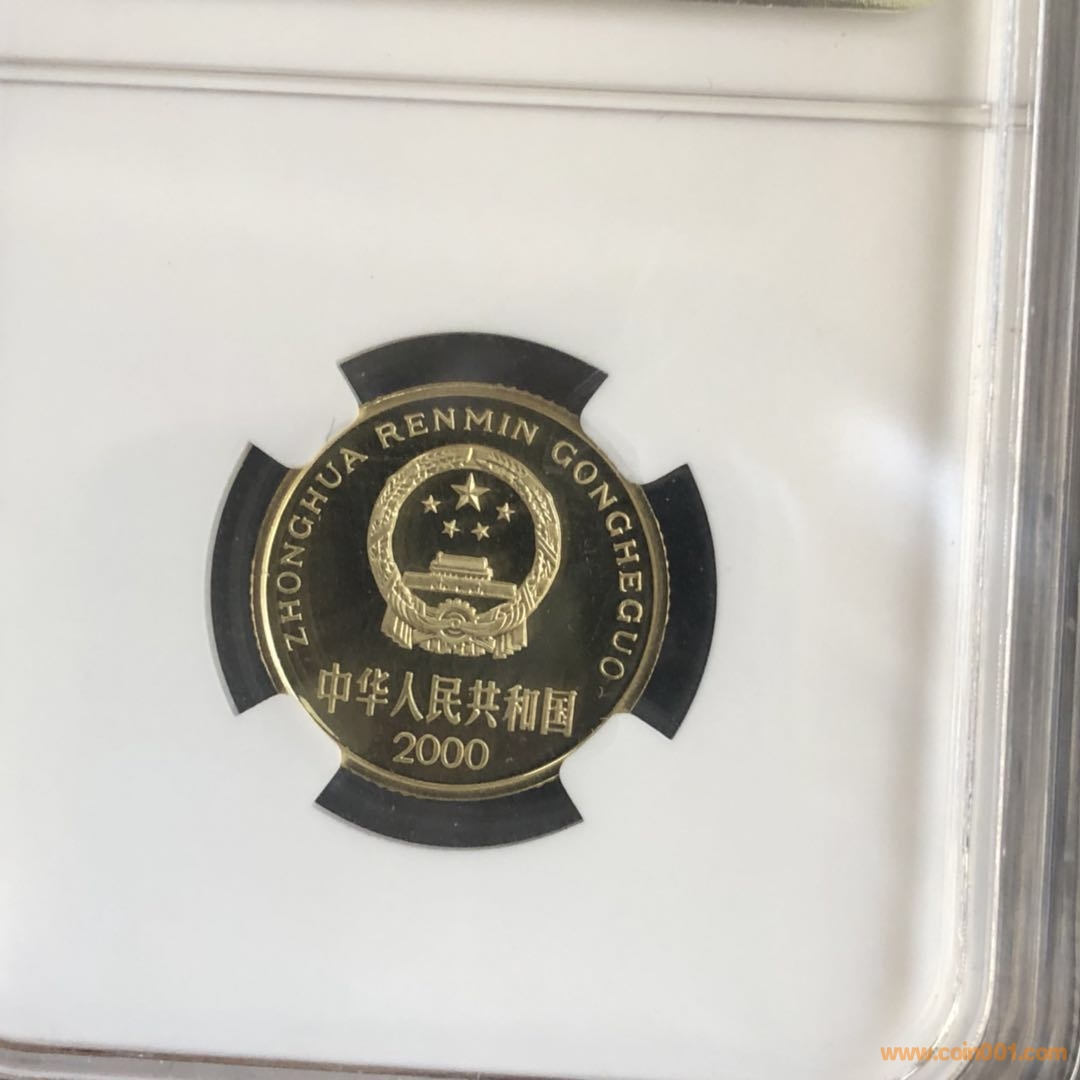 ZHONGHUA RENMIN GONGHEGUO
中华人民共和国
2000
www.coin001.com